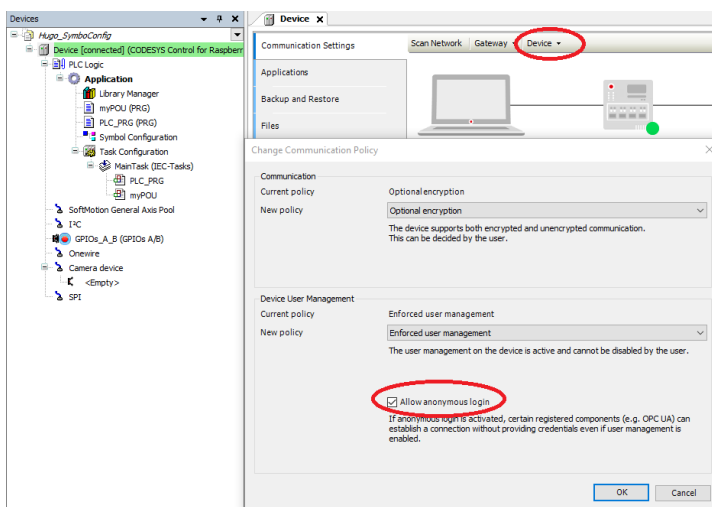 Devices
Hugo_SymboConfig
Device [connected] (CODESYS Control for Raspberr
PLC Logic
Application
Library Manager
myPOU (PRG)
PLC_PRG (PRG)
Symbol Configuration
Task Configuration
MainTask (IEC-Tasks)
PLC_PRG
myPOU
SoftMotion General Axis Pool
I²C
GPIOs_A_B (GPIOs A/B)
Onewire
Camera device
<Empty>
SPI
Device
Communication Settings
Applications
Backup and Restore
Files
Scan Network Gateway Device
Change Communication Policy
Communication
Current policy Optional encryption
New policy Optional encryption
The device supports both encrypted and unencrypted communication.
This can be decided by the user.
Device User Management
Current policy Enforced user management
New policy Enforced user management
The user management on the device is active and cannot be disabled by the user.
Allow anonymous login
If anonymous login is activated, certain registered components (e.g. OPC UA) can
establish a connection without providing credentials even if user management is
enabled.
OK Cancel